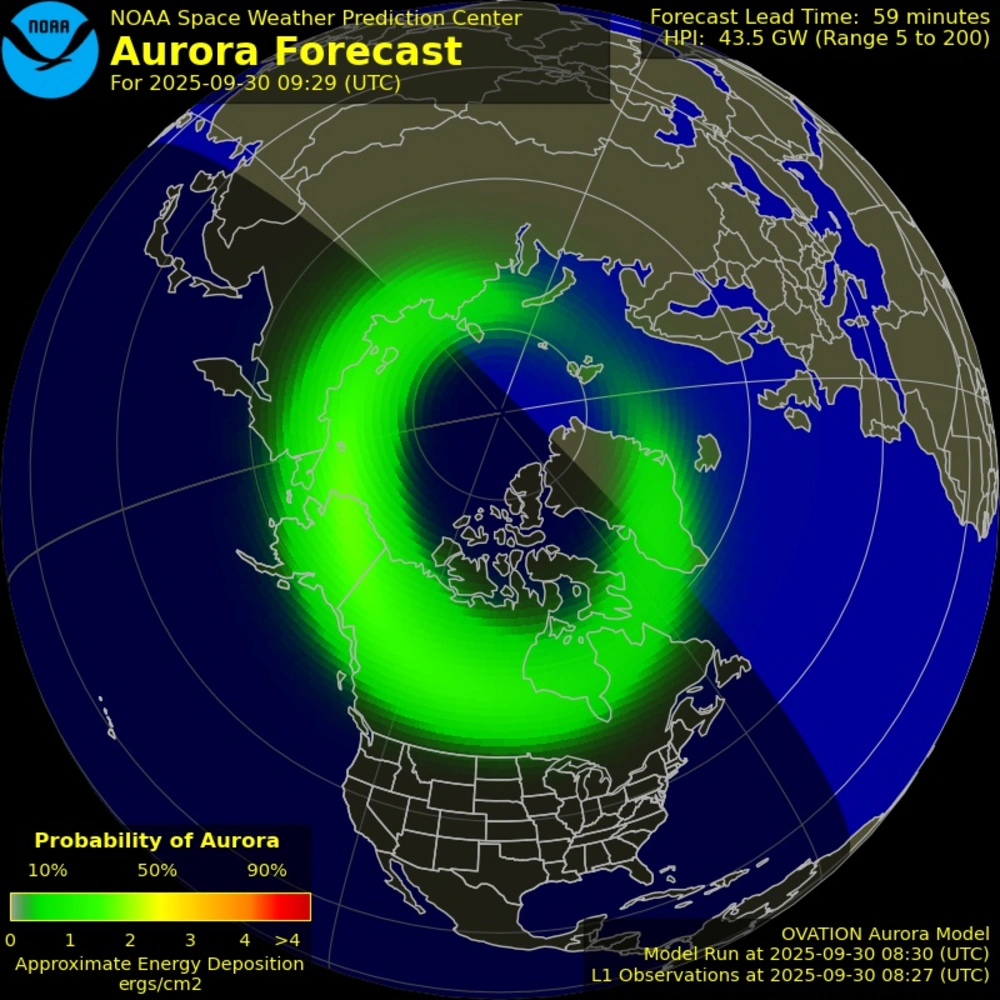 NOAA
NOAA Space Weather Prediction Center
Aurora Forecast
For 2025-09-30 09:29 (UTC)
Forecast Lead Time: 59 minutes
HPI: 43.5 GW (Range 5 to 200)
Probability of Aurora
10% 50% 90%
0 1 2 3 4 >4
Approximate Energy Deposition
ergs/cm2
OVATION Aurora Model
Model Run at 2025-09-30 08:30 (UTC)
L1 Observations at 2025-09-30 08:27 (UTC)